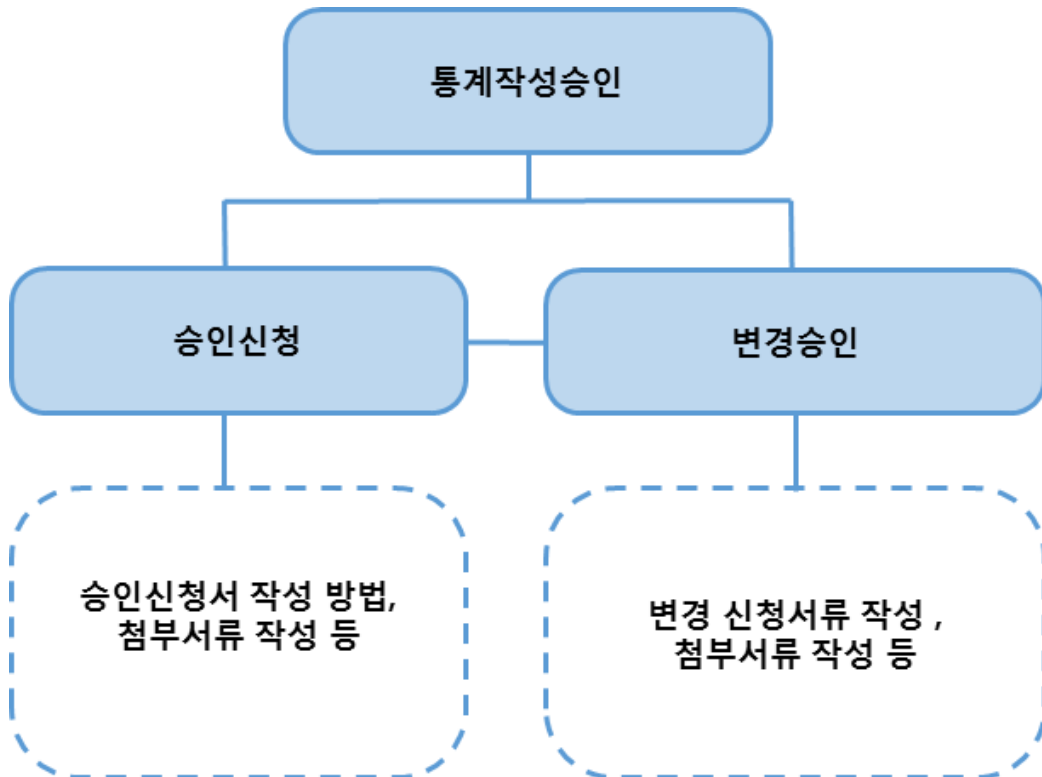 통계작성승인
승인신청
변경승인
승인신청서 작성 방법,
첨부서류 작성 등
변경 신청서류 작성 ,
첨부서류 작성 등